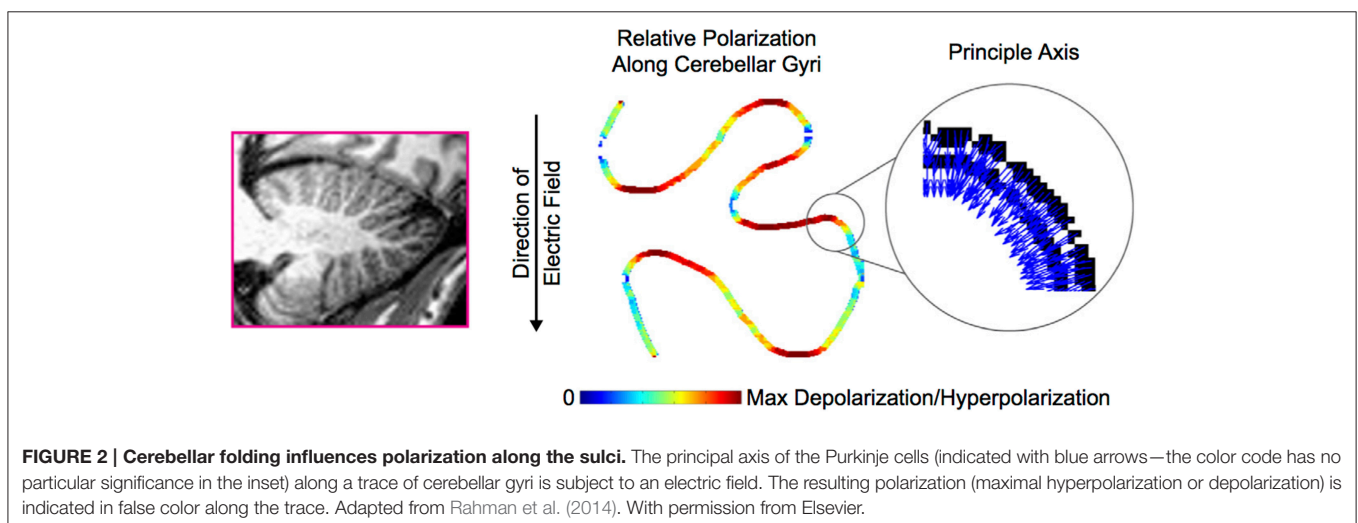 Relative Polarization
Along Cerebellar Gyri
Principle Axis
Direction of
Electric Field
0
Max Depolarization/Hyperpolarization
FIGURE 2 | Cerebellar folding influences polarization along the sulci. The principal axis of the Purkinje cells (indicated with blue arrows—the color code has no
particular significance in the inset) along a trace of cerebellar gyri is subject to an electric field. The resulting polarization (maximal hyperpolarization or depolarization) is
indicated in false color along the trace. Adapted from Rahman et al. (2014). With permission from Elsevier.